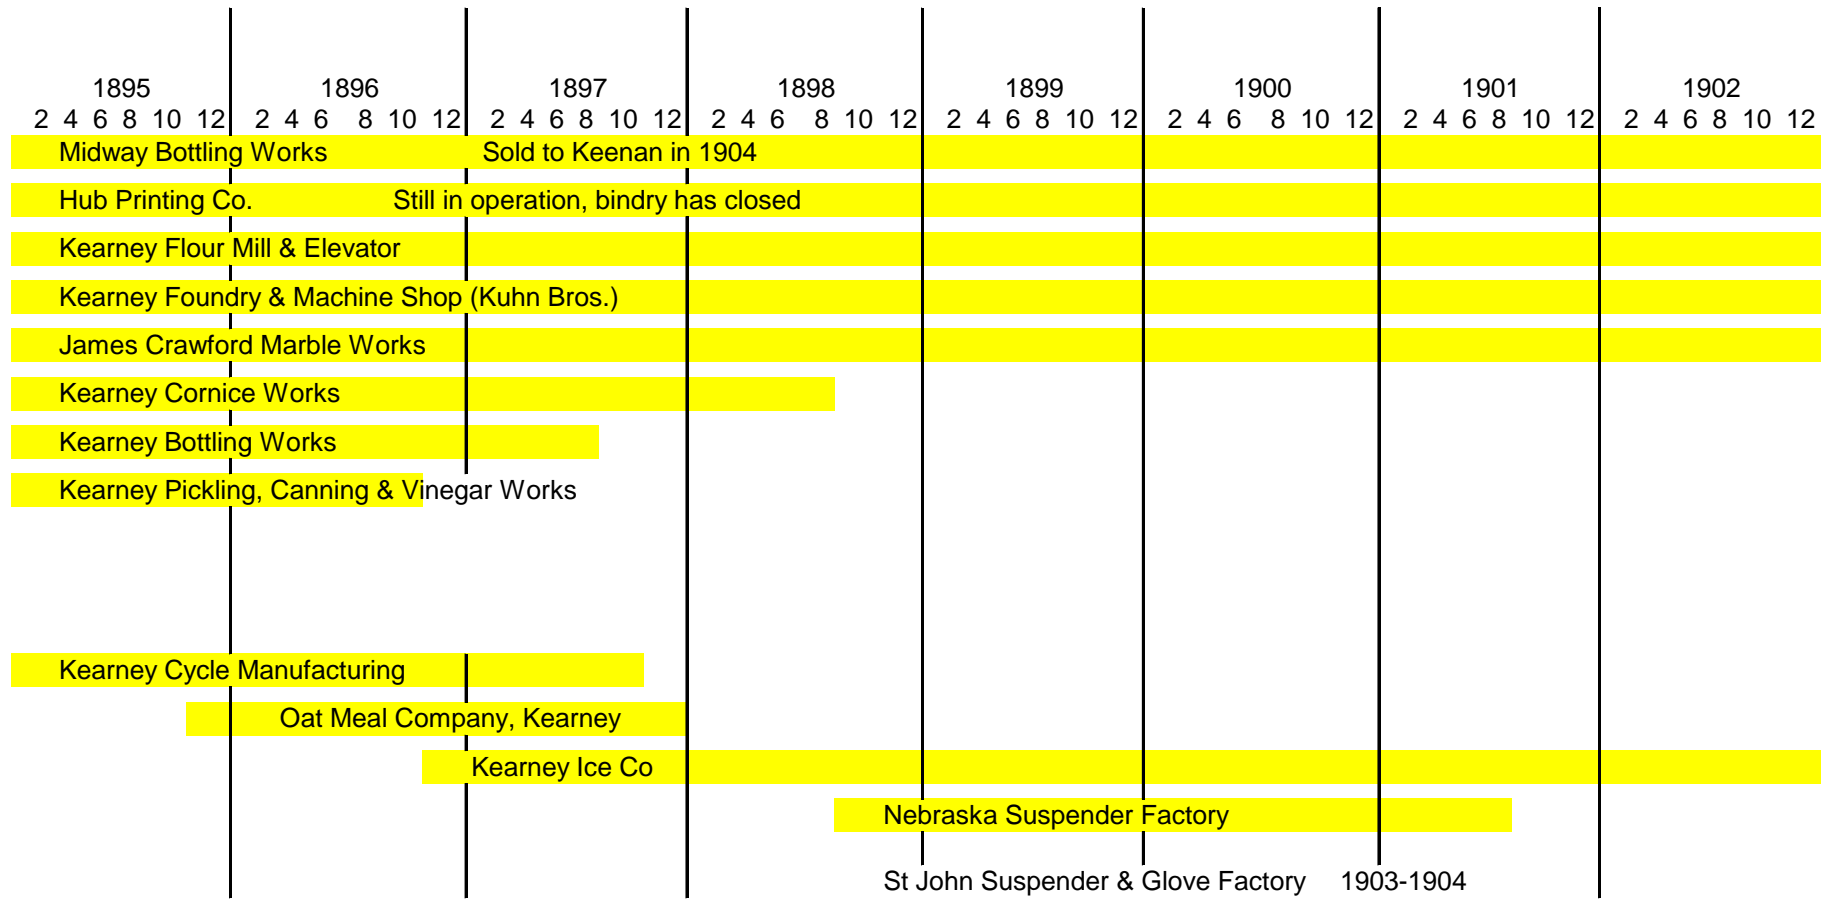 1895 1896 1897 1898 1899 1900 1901 1902
2 4 6 8 10 12 2 4 6 8 10 12 2 4 6 8 10 12 2 4 6 8 10 12 2 4 6 8 10 12 2 4 6 8 10 12 2 4 6 8 10 12 2 4 6 8 10 12
Midway Bottling Works Sold to Keenan in 1904
Hub Printing Co. Still in operation, bindry has closed
Kearney Flour Mill & Elevator
Kearney Foundry & Machine Shop (Kuhn Bros.)
James Crawford Marble Works
Kearney Cornice Works
Kearney Bottling Works
Kearney Pickling, Canning & Vinegar Works
Kearney Cycle Manufacturing
Oat Meal Company, Kearney
Kearney Ice Co
Nebraska Suspender Factory
St John Suspender & Glove Factory 1903-1904